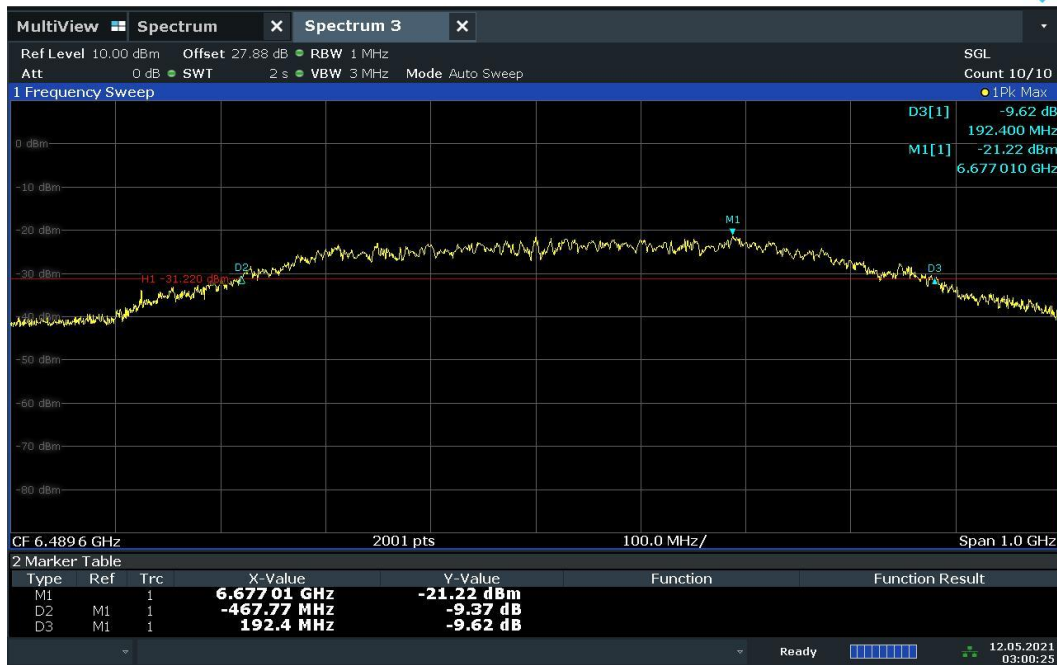 MultiView Spectrum X Spectrum 3 X
Ref Level 10.00 dBm Offset 27.88 dB RBW 1 MHz SGL
Att 0 dB SWT 2 s VBW 3 MHz Mode Auto Sweep Count 10/10
1 Frequency Sweep 1Pk Max
D3[1] -9.62 dB
192.400 MHz
0 dBm
M1[1] -21.22 dBm
6.677 010 GHz
-10 dBm
M1
-20 dBm
D2 D3
-30 dBm
H1 -31.220 dBm
-40 dBm
-50 dBm
-60 dBm
-70 dBm
-80 dBm
CF 6.4896 GHz 2001 pts 100.0 MHz/ Span 1.0 GHz
2 Marker Table
Type Ref Trc X-Value Y-Value Function Function Result
M1 1 6.677 01 GHz -21.22 dBm
D2 M1 1 -467.77 MHz -9.37 dB
D3 M1 1 192.4 MHz -9.62 dB
Ready 12.05.2021
03:00:25